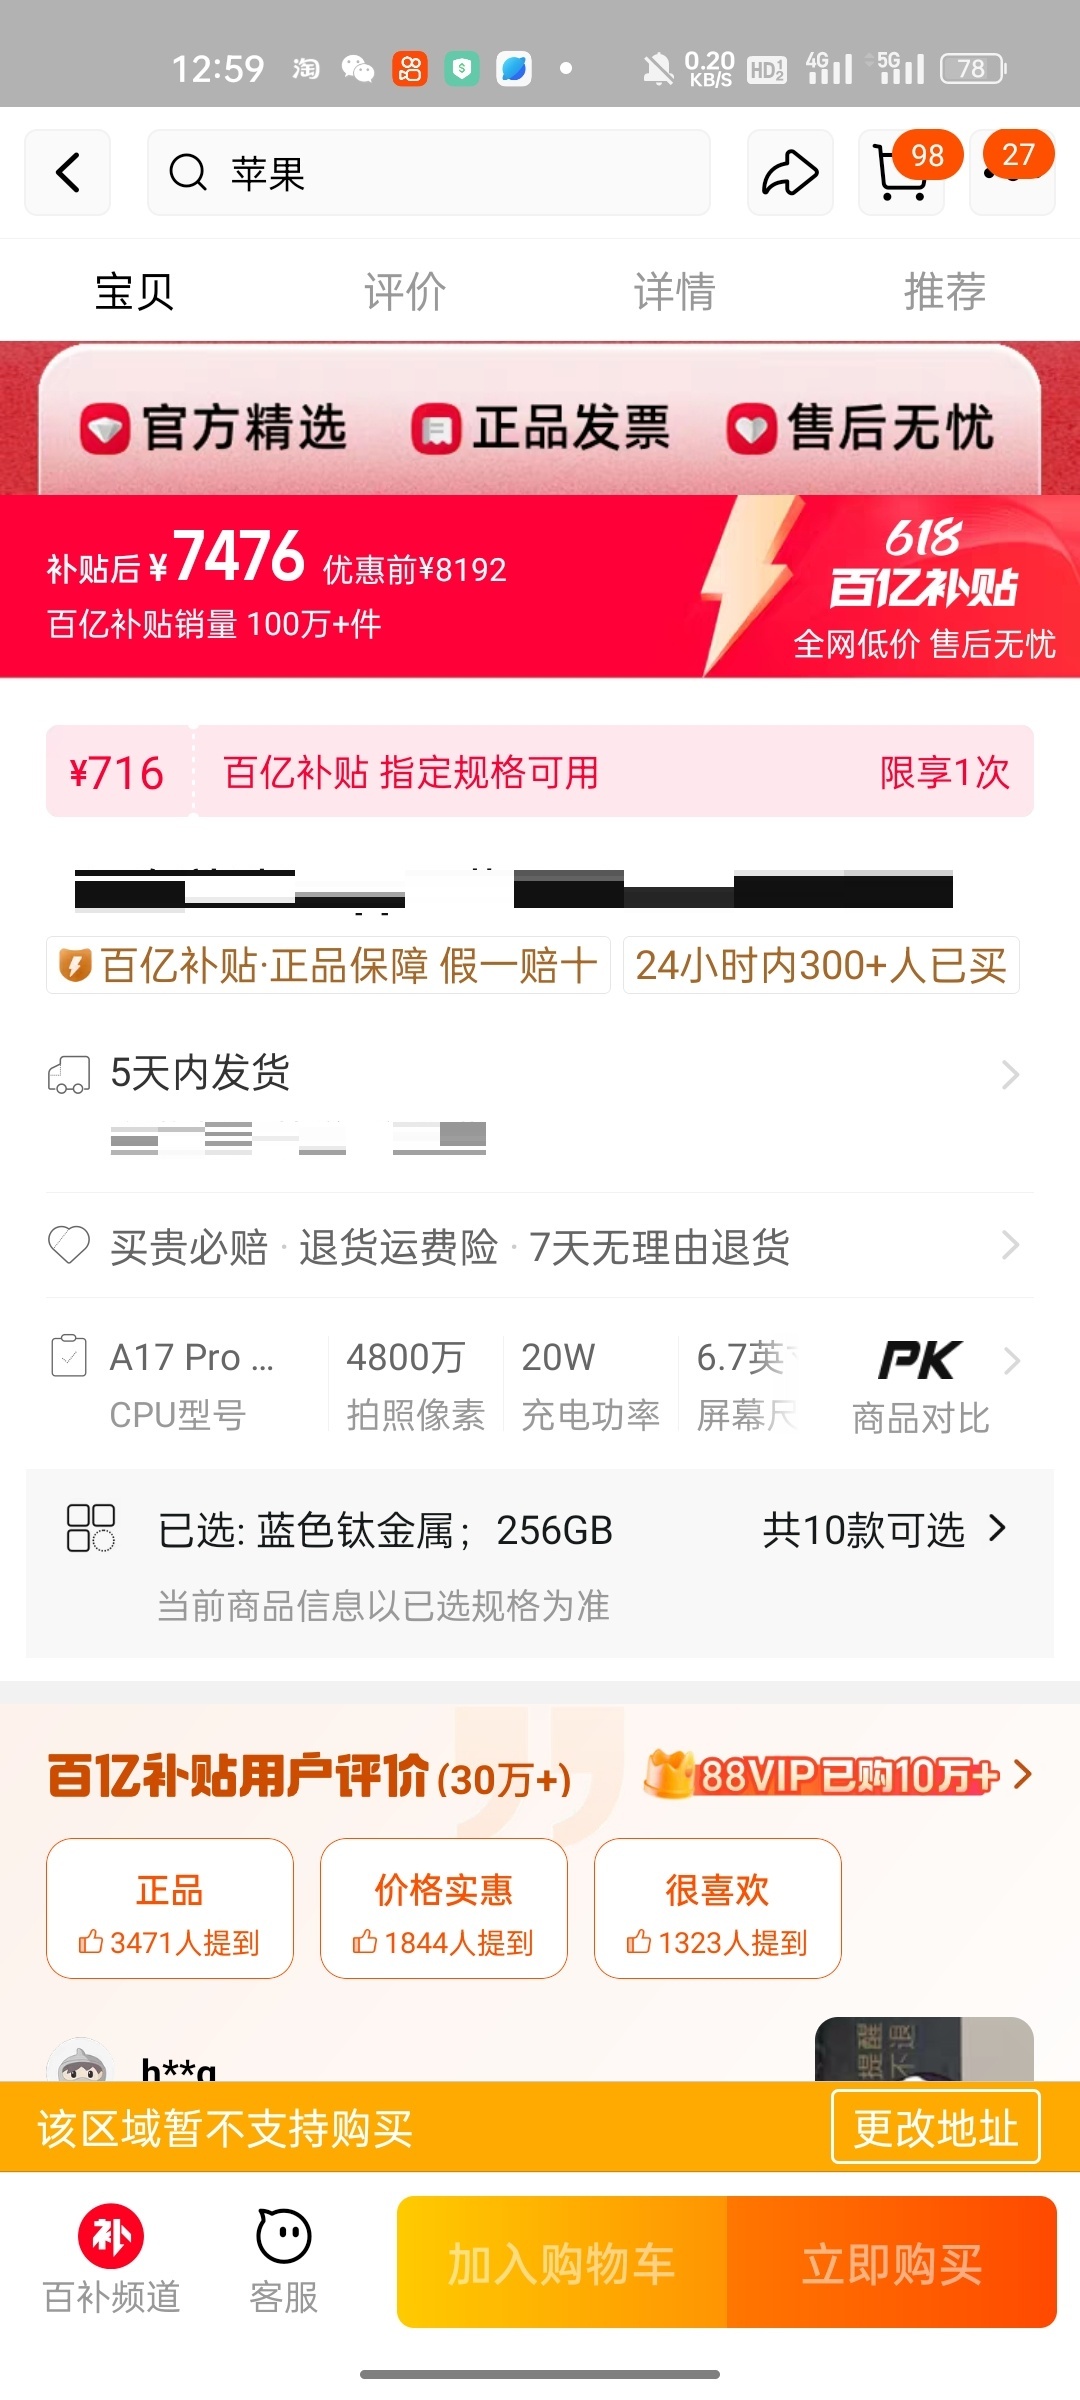 12:59 淘 0.20 KB/S HD 1 2 4G 5G 78
苹果 98 27
宝贝 评价 详情 推荐
官方精选 正品发票 售后无忧
补贴后¥7476 优惠前¥8192
百亿补贴销量 100万+件
618
百亿补贴
全网低价 售后无忧
¥716 百亿补贴 指定规格可用 限享1次
百亿补贴·正品保障 假一赔十 24小时内300+人已买
5天内发货
买贵必赔 · 退货运费险 · 7天无理由退货
A17 Pro ... 4800万 20W 6.7英寸 PK
CPU型号 拍照像素 充电功率 屏幕尺 商品对比
已选: 蓝色钛金属；256GB 共10款可选
当前商品信息以已选规格为准
百亿补贴用户评价(30万+) 88VIP已购10万+
正品 价格实惠 很喜欢
3471人提到 1844人提到 1323人提到
h**g
提醒
不退
该区域暂不支持购买 更改地址
补
百补频道 客服 加入购物车 立即购买